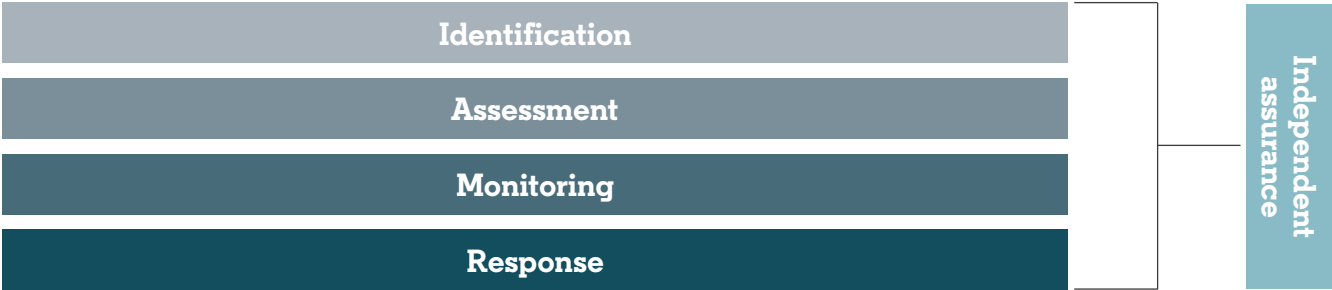 Identification
Assessment
Monitoring
Response
Independent
assurance